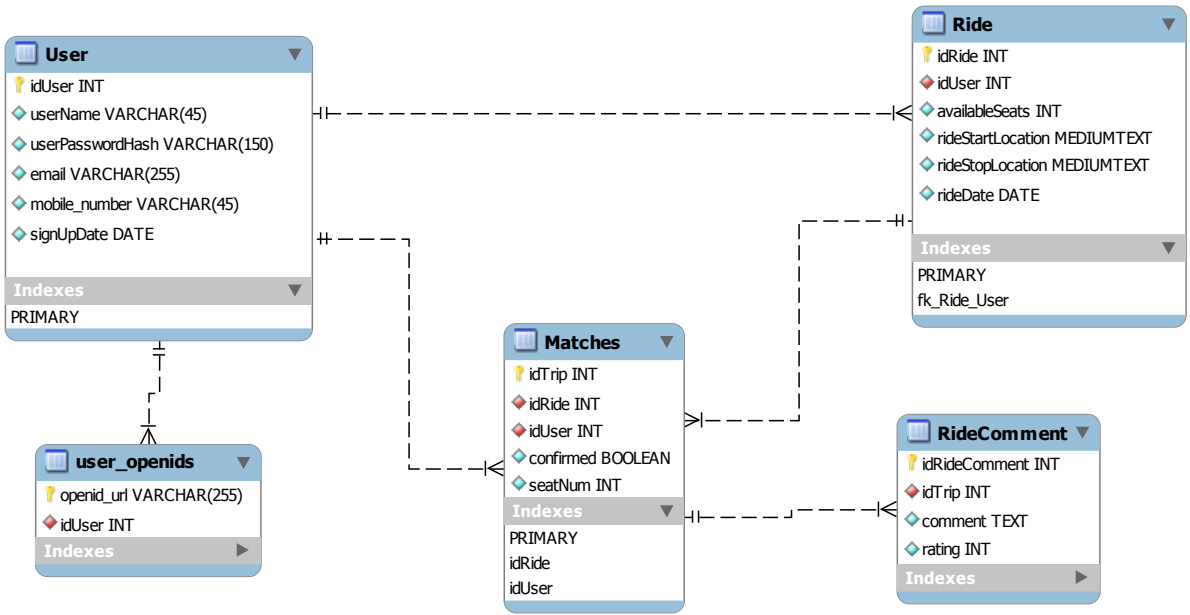 User
idUser INT
userName VARCHAR(45)
userPasswordHash VARCHAR(150)
email VARCHAR(255)
mobile_number VARCHAR(45)
signUpDate DATE
Indexes
PRIMARY
Ride
idRide INT
idUser INT
availableSeats INT
rideStartLocation MEDIUMTEXT
rideStopLocation MEDIUMTEXT
rideDate DATE
Indexes
PRIMARY
fk_Ride_User
Matches
idTrip INT
idRide INT
idUser INT
confirmed BOOLEAN
seatNum INT
Indexes
PRIMARY
idRide
idUser
user_openids
openid_url VARCHAR(255)
idUser INT
Indexes
RideComment
idRideComment INT
idTrip INT
comment TEXT
rating INT
Indexes